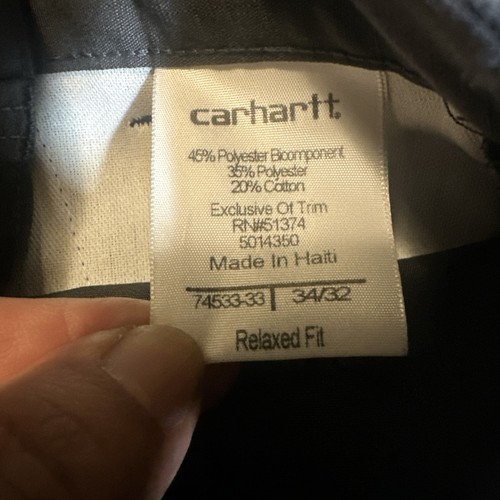 carhartt.
45% Polyester Bicomponent
35% Polyester
20% Cotton
Exclusive Of Trim
RN#51374
5014350
Made In Haiti
74533-33 34/32
Relaxed Fit